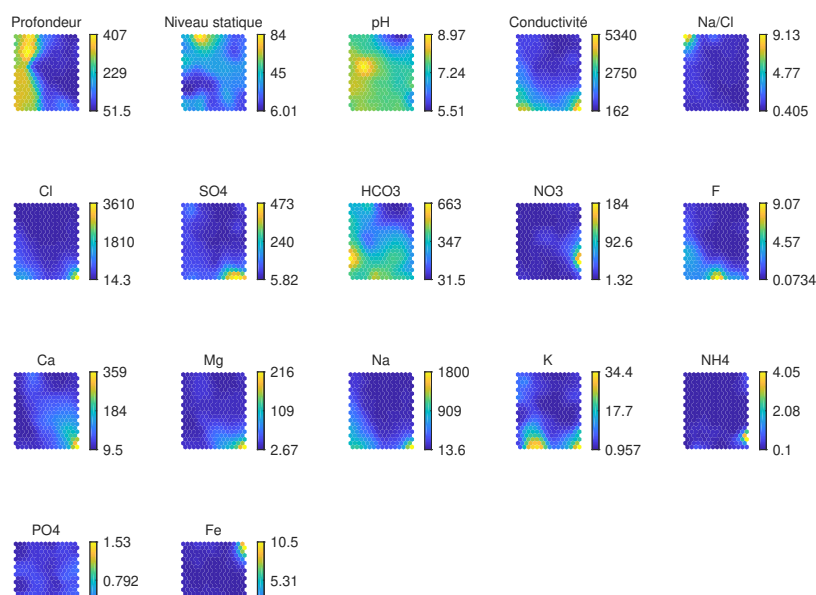 Profondeur Niveau statique pH Conductivité Na/Cl
407 84 8.97 5340 9.13
229 45 7.24 2750 4.77
51.5 6.01 5.51 162 0.405
Cl SO4 HCO3 NO3 F
3610 473 663 184 9.07
1810 240 347 92.6 4.57
14.3 5.82 31.5 1.32 0.0734
Ca Mg Na K NH4
359 216 1800 34.4 4.05
184 109 909 17.7 2.08
9.5 2.67 13.6 0.957 0.1
PO4 Fe
1.53 10.5
0.792 5.31